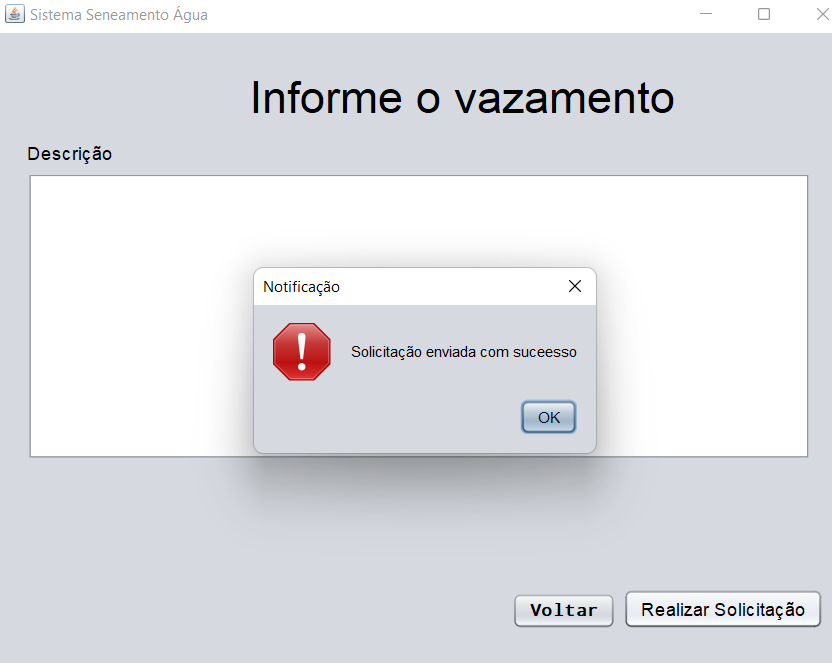 Sistema Seneamento Água
Informe o vazamento
Descrição
Notificação
Solicitação enviada com suceesso
OK
Voltar
Realizar Solicitação